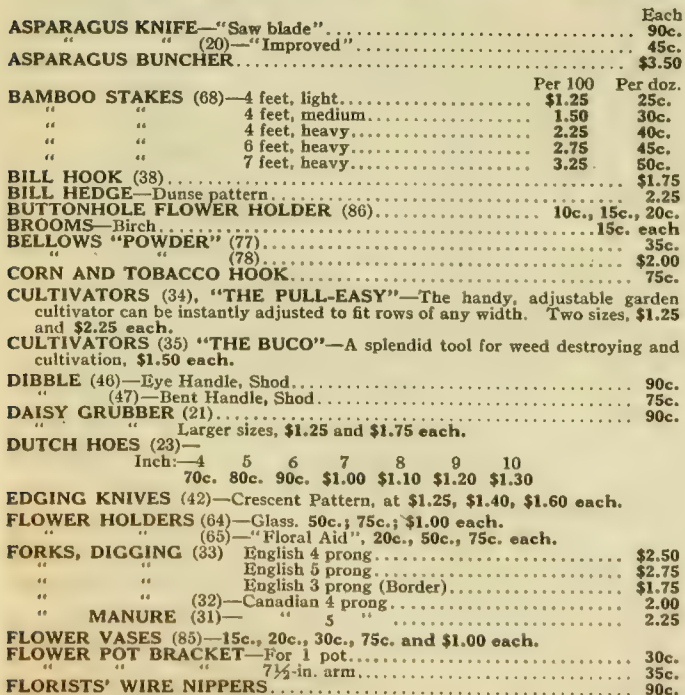 Each
ASPARAGUS KNIFE—"Saw blade"........ 90c.
" " (20)—"Improved"........ 45c.
ASPARAGUS BUNCHER........ $3.50
Per 100 Per doz.
BAMBOO STAKES (68)—4 feet, light........ $1.25 25c.
" " 4 feet, medium........ 1.50 30c.
" " 4 feet, heavy........ 2.25 40c.
" " 6 feet, heavy........ 2.75 45c.
" " 7 feet, heavy........ 3.25 50c.
BILL HOOK (38)........ $1.75
BILL HEDGE—Dunse pattern........ 2.25
BUTTONHOLE FLOWER HOLDER (86)........ 10c., 15c., 20c.
BROOMS—Birch........ 15c. each
BELLOWS "POWDER" (77)........ 35c.
" " (78)........ $2.00
CORN AND TOBACCO HOOK........ 75c.
CULTIVATORS (34), "THE PULL-EASY"—The handy, adjustable garden
cultivator can be instantly adjusted to fit rows of any width. Two sizes, $1.25
and $2.25 each.
CULTIVATORS (35) "THE BUCO"—A splendid tool for weed destroying and
cultivation, $1.50 each.
DIBBLE (46)—Eye Handle, Shod........ 90c.
" (47)—Bent Handle, Shod........ 75c.
DAISY GRUBBER (21)........ 90c.
" " Larger sizes, $1.25 and $1.75 each.
DUTCH HOES (23)—
Inch:—4 5 6 7 8 9 10
70c. 80c. 90c. $1.00 $1.10 $1.20 $1.30
EDGING KNIVES (42)—Crescent Pattern, at $1.25, $1.40, $1.60 each.
FLOWER HOLDERS (64)—Glass. 50c.; 75c.; $1.00 each.
" " (65)—"Floral Aid", 20c., 50c., 75c. each.
FORKS, DIGGING (33) English 4 prong........ $2.50
" " English 5 prong........ $2.75
" " English 3 prong (Border)........ $1.75
" " (32)—Canadian 4 prong........ 2.00
" MANURE (31)— " 5 " ........ 2.25
FLOWER VASES (85)—15c., 20c., 30c., 75c. and $1.00 each.
FLOWER POT BRACKET—For 1 pot........ 30c.
" " " 7½-in. arm........ 35c.
FLORISTS' WIRE NIPPERS........ 90c.